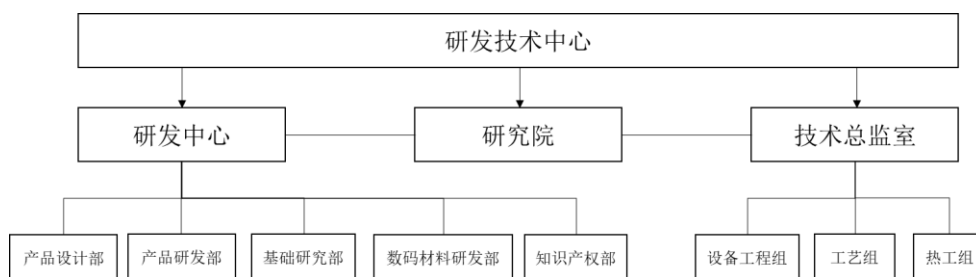 研发技术中心
研发中心
研究院
技术总监室
产品设计部
产品研发部
基础研究部
数码材料研发部
知识产权部
设备工程组
工艺组
热工组